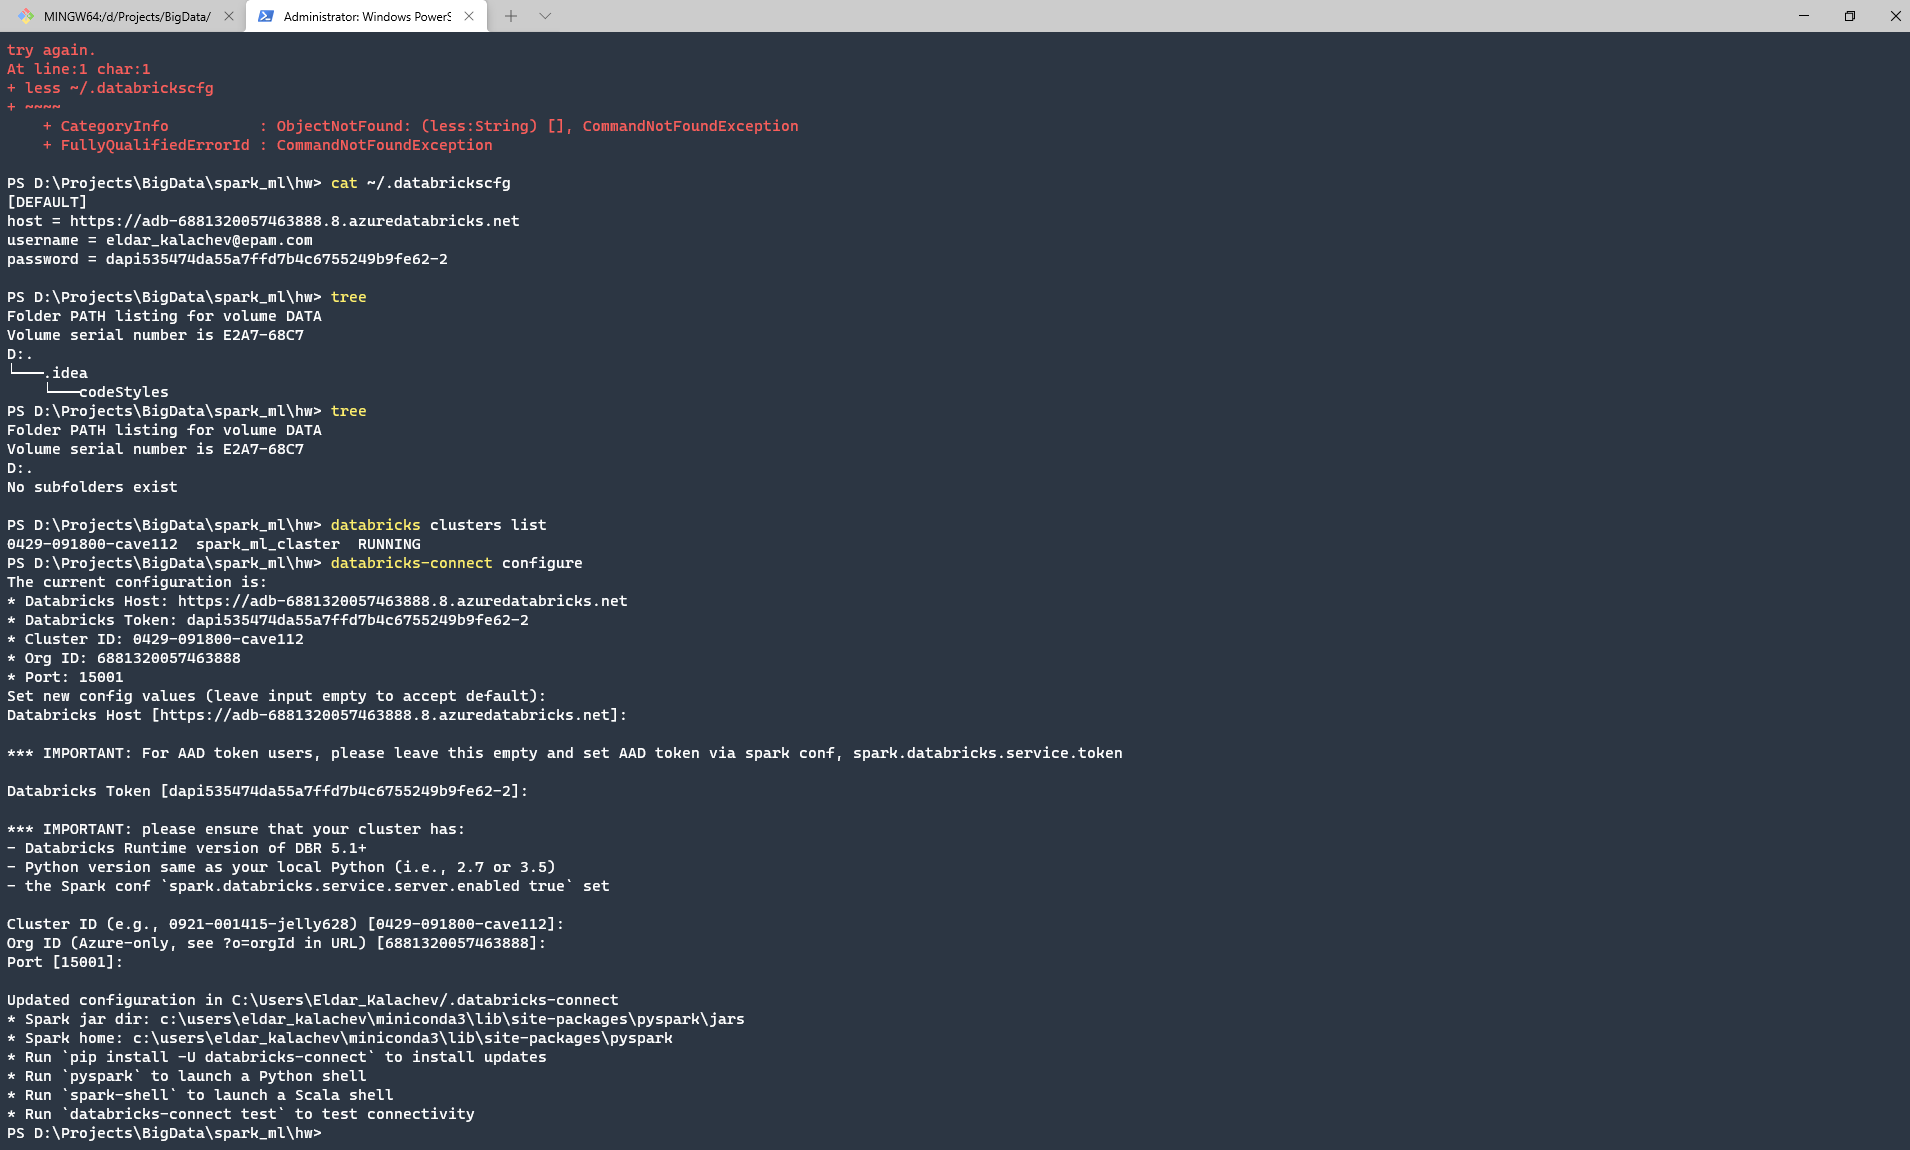 MINGW64:/d/Projects/BigData/
Administrator: Windows PowerS
try again.
At line:1 char:1
+ less ~/.databrickscfg
+ ~~~~
    + CategoryInfo          : ObjectNotFound: (less:String) [], CommandNotFoundException
    + FullyQualifiedErrorId : CommandNotFoundException
PS D:\Projects\BigData\spark_ml\hw> cat ~/.databrickscfg
[DEFAULT]
host = https://adb-6881320057463888.8.azuredatabricks.net
username = eldar_kalachev@epam.com
password = dapi535474da55a7ffd7b4c6755249b9fe62-2
PS D:\Projects\BigData\spark_ml\hw> tree
Folder PATH listing for volume DATA
Volume serial number is E2A7-68C7
D:.
└───.idea
    └───codeStyles
PS D:\Projects\BigData\spark_ml\hw> tree
Folder PATH listing for volume DATA
Volume serial number is E2A7-68C7
D:.
No subfolders exist
PS D:\Projects\BigData\spark_ml\hw> databricks clusters list
0429-091800-cave112  spark_ml_cluster  RUNNING
PS D:\Projects\BigData\spark_ml\hw> databricks-connect configure
The current configuration is:
* Databricks Host: https://adb-6881320057463888.8.azuredatabricks.net
* Databricks Token: dapi535474da55a7ffd7b4c6755249b9fe62-2
* Cluster ID: 0429-091800-cave112
* Org ID: 6881320057463888
* Port: 15001
Set new config values (leave input empty to accept default):
Databricks Host [https://adb-6881320057463888.8.azuredatabricks.net]:
*** IMPORTANT: For AAD token users, please leave this empty and set AAD token via spark conf, spark.databricks.service.token
Databricks Token [dapi535474da55a7ffd7b4c6755249b9fe62-2]:
*** IMPORTANT: please ensure that your cluster has:
- Databricks Runtime version of DBR 5.1+
- Python version same as your local Python (i.e., 2.7 or 3.5)
- the Spark conf `spark.databricks.service.server.enabled true` set
Cluster ID (e.g., 0921-001415-jelly628) [0429-091800-cave112]:
Org ID (Azure-only, see ?o=orgId in URL) [6881320057463888]:
Port [15001]:
Updated configuration in C:\Users\Eldar_Kalachev/.databricks-connect
* Spark jar dir: c:\users\eldar_kalachev\miniconda3\lib\site-packages\pyspark\jars
* Spark home: c:\users\eldar_kalachev\miniconda3\lib\site-packages\pyspark
* Run `pip install -U databricks-connect` to install updates
* Run `pyspark` to launch a Python shell
* Run `spark-shell` to launch a Scala shell
* Run `databricks-connect test` to test connectivity
PS D:\Projects\BigData\spark_ml\hw>